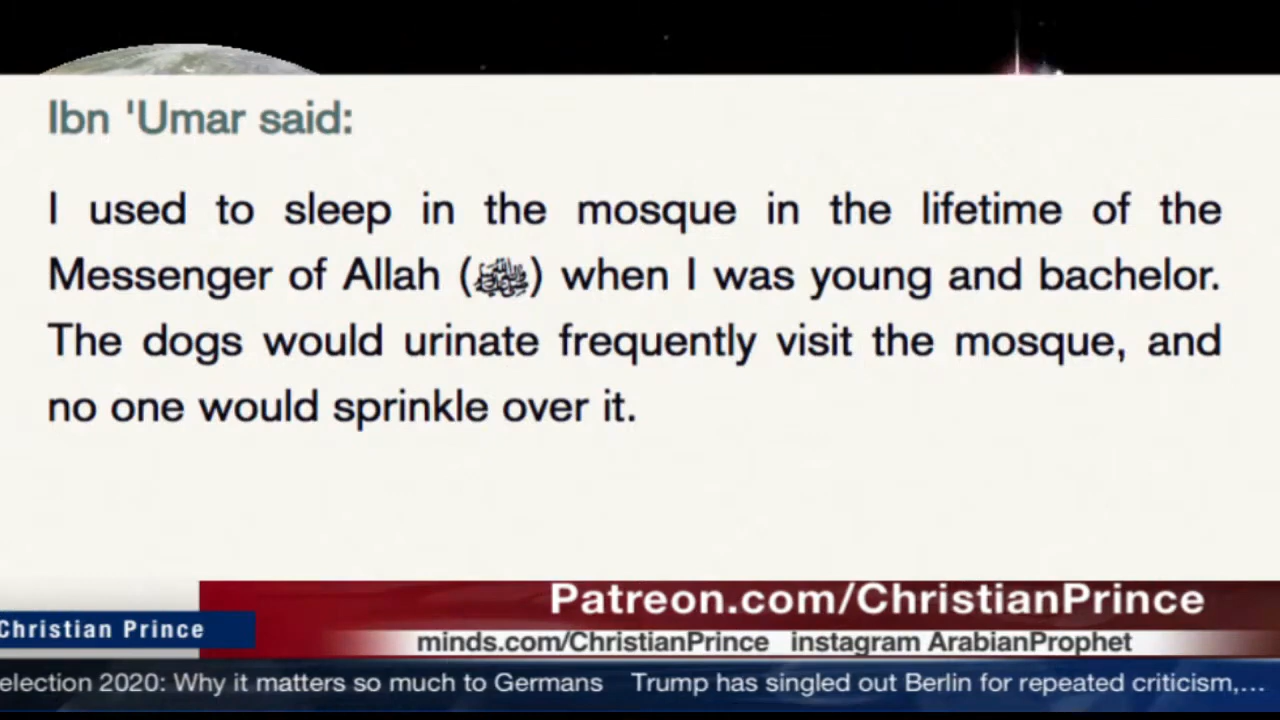 Ibn 'Umar said:
I used to sleep in the mosque in the lifetime of the
Messenger of Allah (ﷺ) when I was young and bachelor.
The dogs would urinate frequently visit the mosque, and
no one would sprinkle over it.
Patreon.com/ChristianPrince
Christian Prince
minds.com/ChristianPrince instagram ArabianProphet
election 2020: Why it matters so much to Germans Trump has singled out Berlin for repeated criticism,...